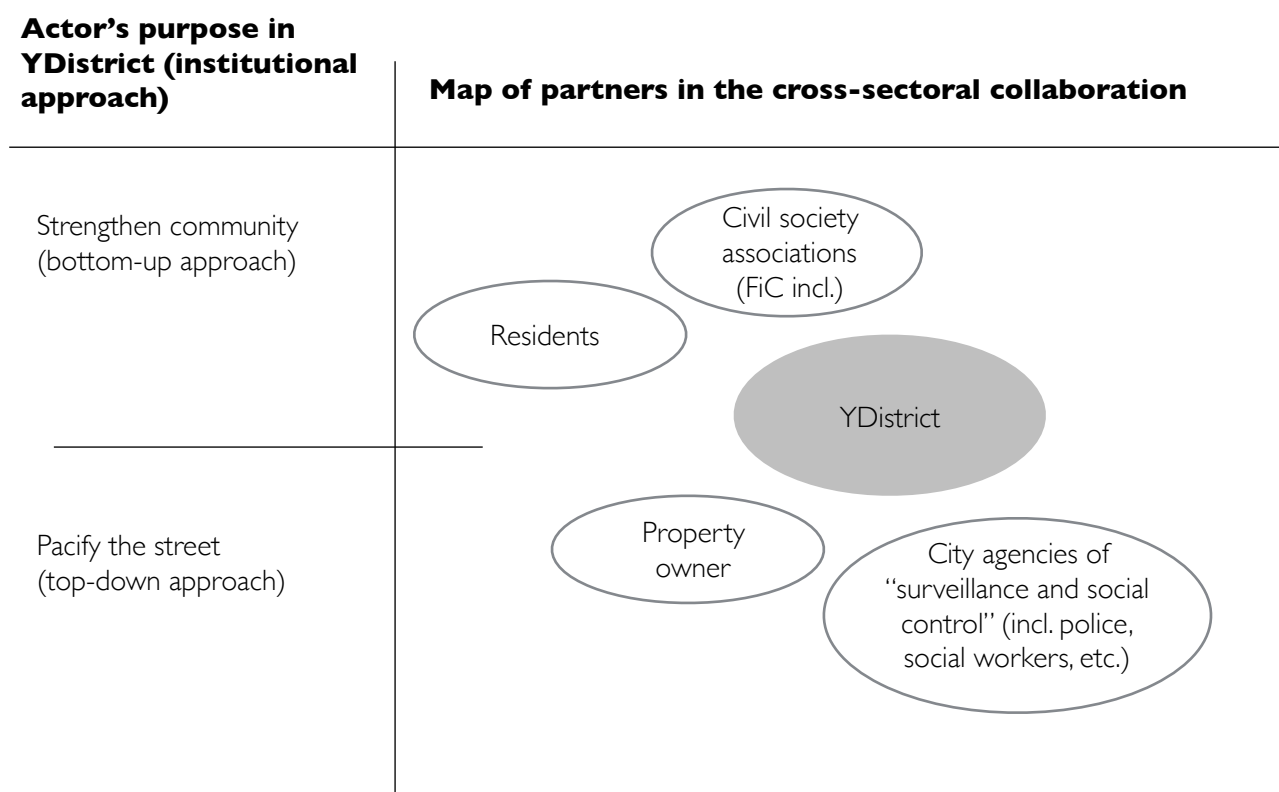 Actor’s purpose in
YDistrict (institutional
approach)
Map of partners in the cross-sectoral collaboration
Strengthen community
(bottom-up approach)
Civil society
associations
(FiC incl.)
Residents
YDistrict
Pacify the street
(top-down approach)
Property
owner
City agencies of
“surveillance and social
control” (incl. police,
social workers, etc.)